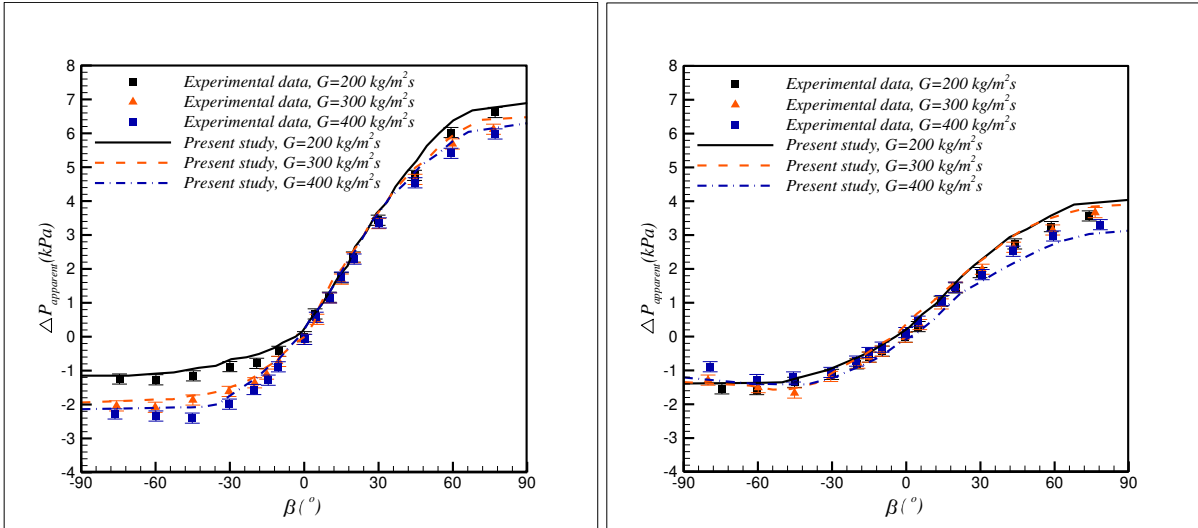 8
7
6
5
4
3
2
1
0
-1
-2
-3
-4
△P_apparent(kPa)
Experimental data, G=200 kg/m²s
Experimental data, G=300 kg/m²s
Experimental data, G=400 kg/m²s
Present study, G=200 kg/m²s
Present study, G=300 kg/m²s
Present study, G=400 kg/m²s
-90 -60 -30 0 30 60 90
β(°)
8
7
6
5
4
3
2
1
0
-1
-2
-3
-4
△P_apparent(kPa)
Experimental data, G=200 kg/m²s
Experimental data, G=300 kg/m²s
Experimental data, G=400 kg/m²s
Present study, G=200 kg/m²s
Present study, G=300 kg/m²s
Present study, G=400 kg/m²s
-90 -60 -30 0 30 60 90
β(°)